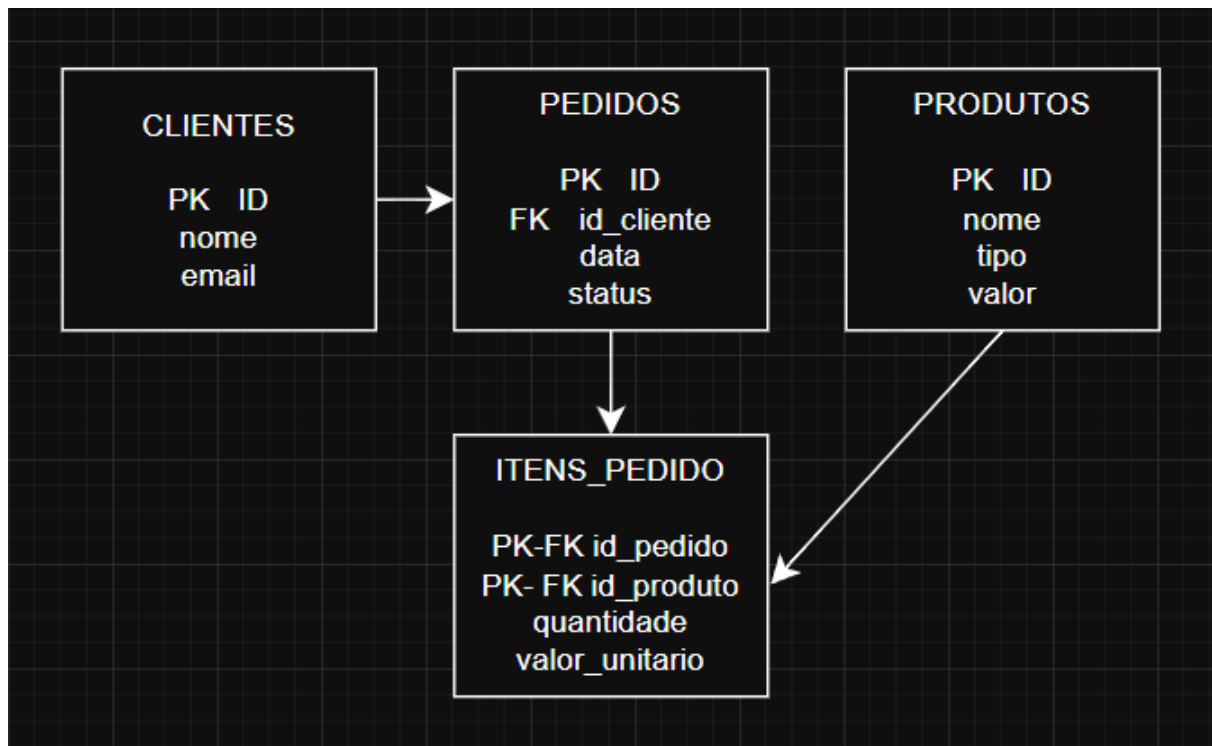 CLIENTES
PK ID
nome
email
PEDIDOS
PK ID
FK id_cliente
data
status
PRODUTOS
PK ID
nome
tipo
valor
ITENS_PEDIDO
PK-FK id_pedido
PK- FK id_produto
quantidade
valor_unitario